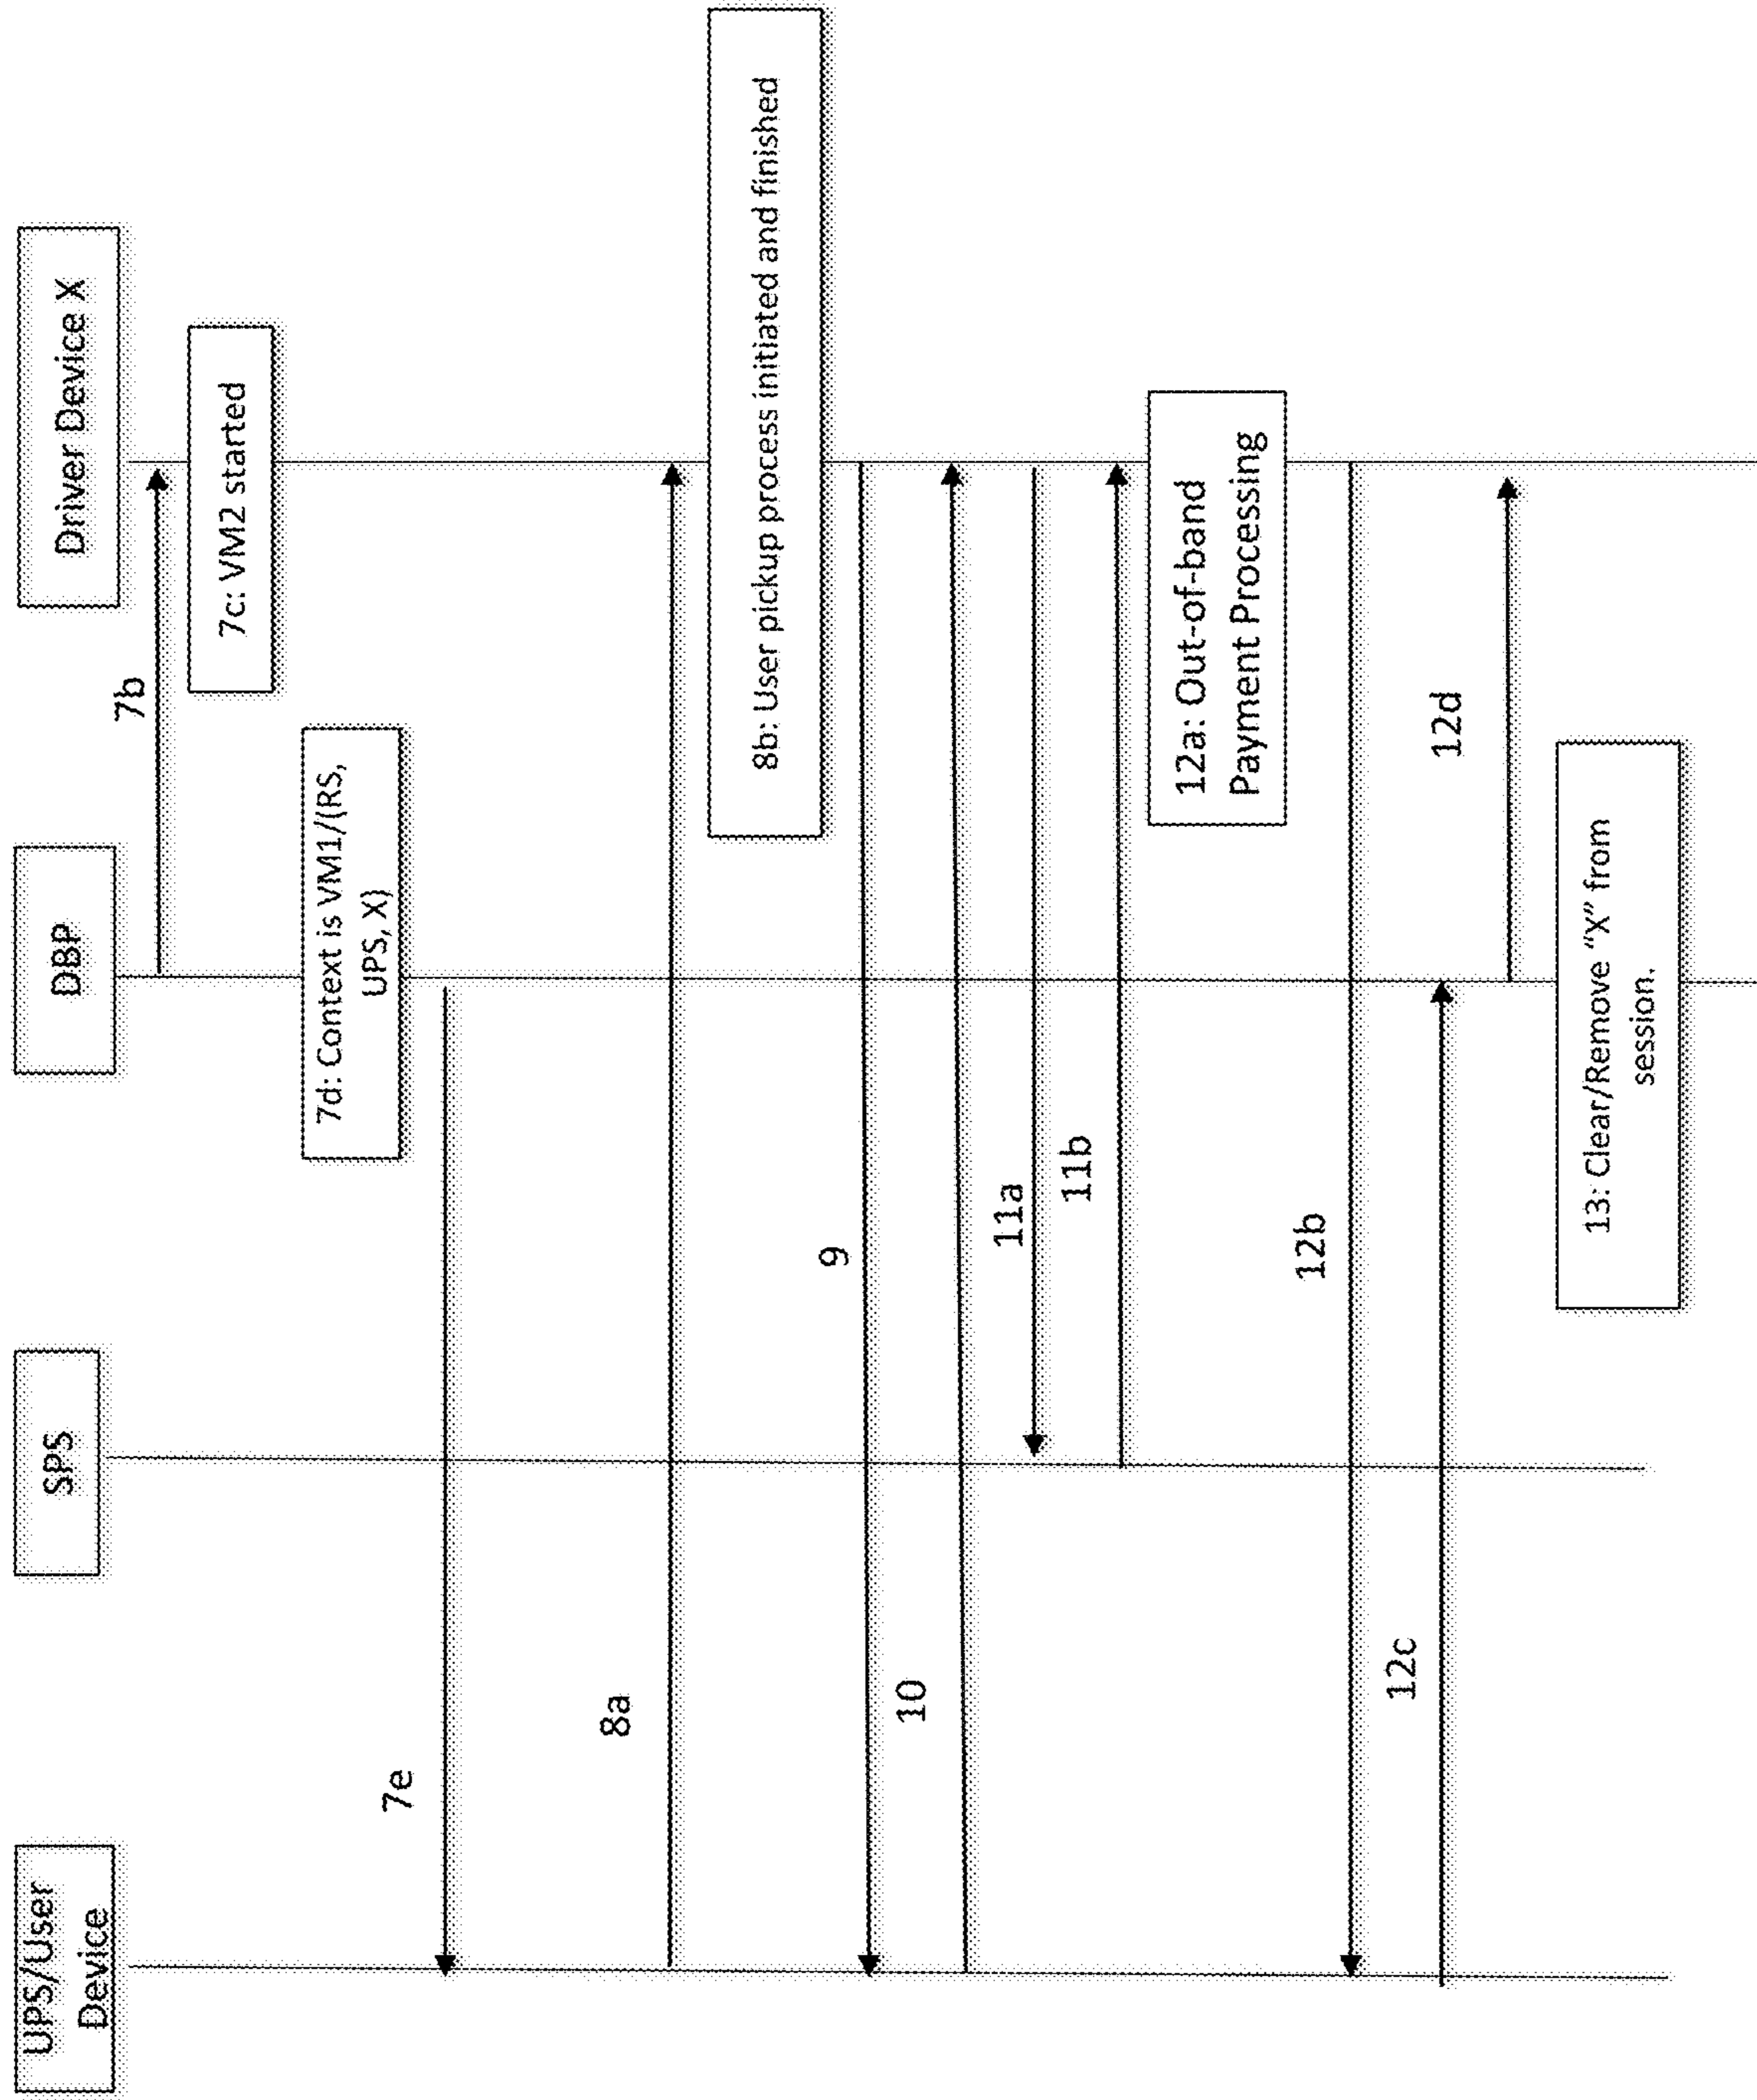 UPS/User
Device
SPS
DBP
Driver Device X
7b
7c: VM2 started
7d: Context is VM1/(RS,
UPS, X)
7e
8a
8b: User pickup process initiated and finished
9
10
11a
11b
12a: Out-of-band
Payment Processing
12b
12c
12d
13: Clear/Remove “X” from
session.